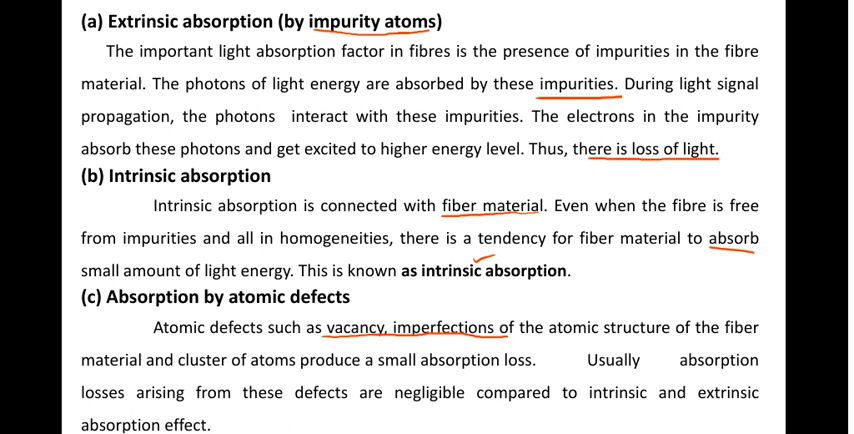 (a) Extrinsic absorption (by impurity atoms)
The important light absorption factor in fibres is the presence of impurities in the fibre
material. The photons of light energy are absorbed by these impurities. During light signal
propagation, the photons interact with these impurities. The electrons in the impurity
absorb these photons and get excited to higher energy level. Thus, there is loss of light.
(b) Intrinsic absorption
Intrinsic absorption is connected with fiber material. Even when the fibre is free
from impurities and all in homogeneities, there is a tendency for fiber material to absorb
small amount of light energy. This is known as intrinsic absorption.
(c) Absorption by atomic defects
Atomic defects such as vacancy, imperfections of the atomic structure of the fiber
material and cluster of atoms produce a small absorption loss. Usually absorption
losses arising from these defects are negligible compared to intrinsic and extrinsic
absorption effect.